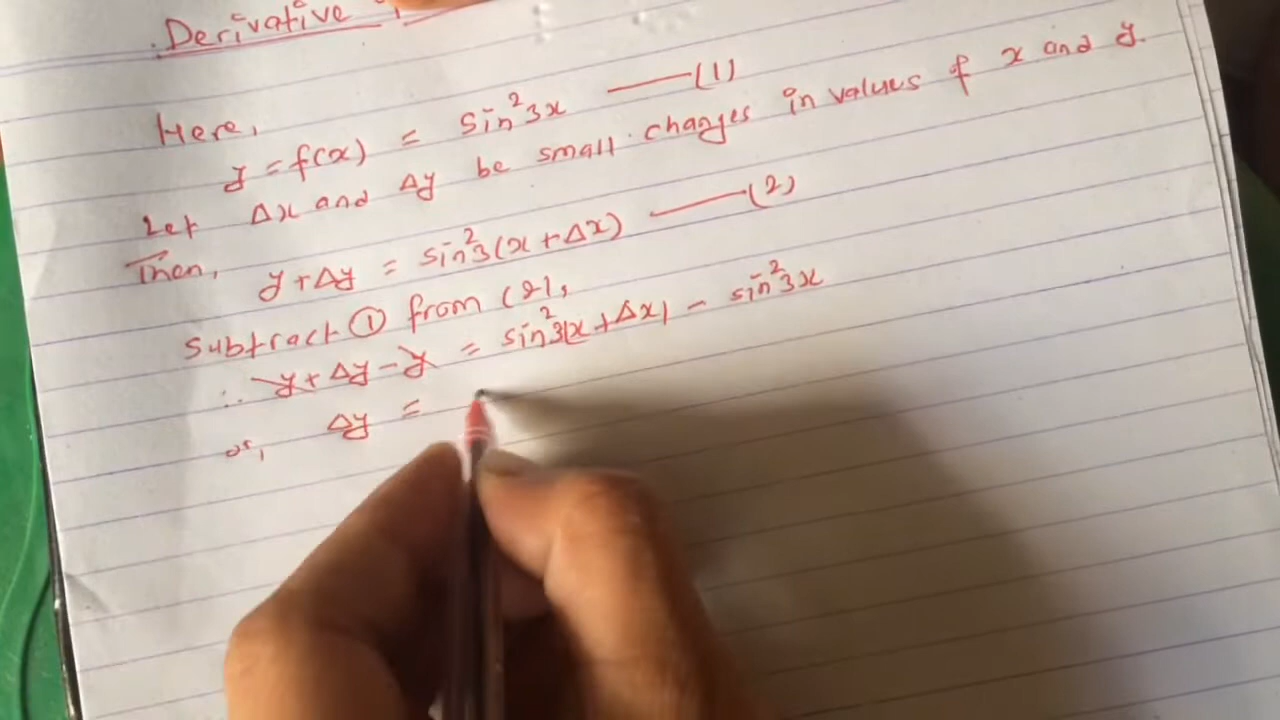 Derivative
Here,
y = f(x) = sin²3x ——(1)
Let Δx and Δy be small changes in values of x and y.
Then,
y+Δy = sin²3(x+Δx) ——(2)
Subtract ① from (2),
∴ y+Δy-y = sin²3(x+Δx) - sin²3x
or, Δy =